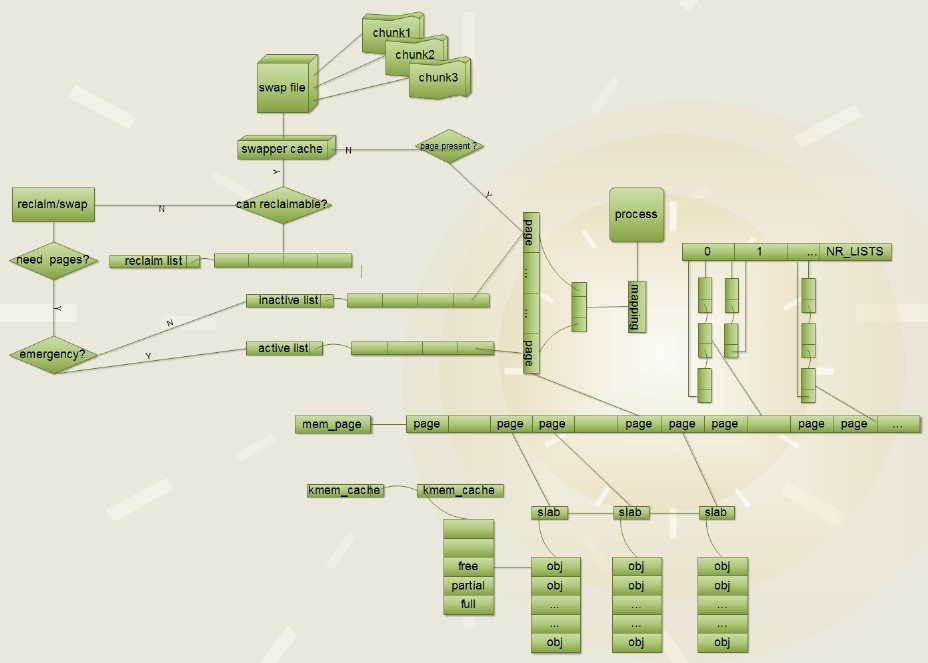 chunk1
chunk2
chunk3
swap file
swapper cache
N
page present ?
Y
Y
reclaim/swap
N
can reclaimable?
process
page
...
...
page
0 1 ... NR_LISTS
need pages?
reclaim list
mapping
inactive list
Y
N
emergency?
Y
active list
mem_page
page page page page page page page page ...
kmem_cache kmem_cache
slab slab slab
free
partial
full
obj obj obj
obj obj obj
... ... ...
... ... ...
obj obj obj